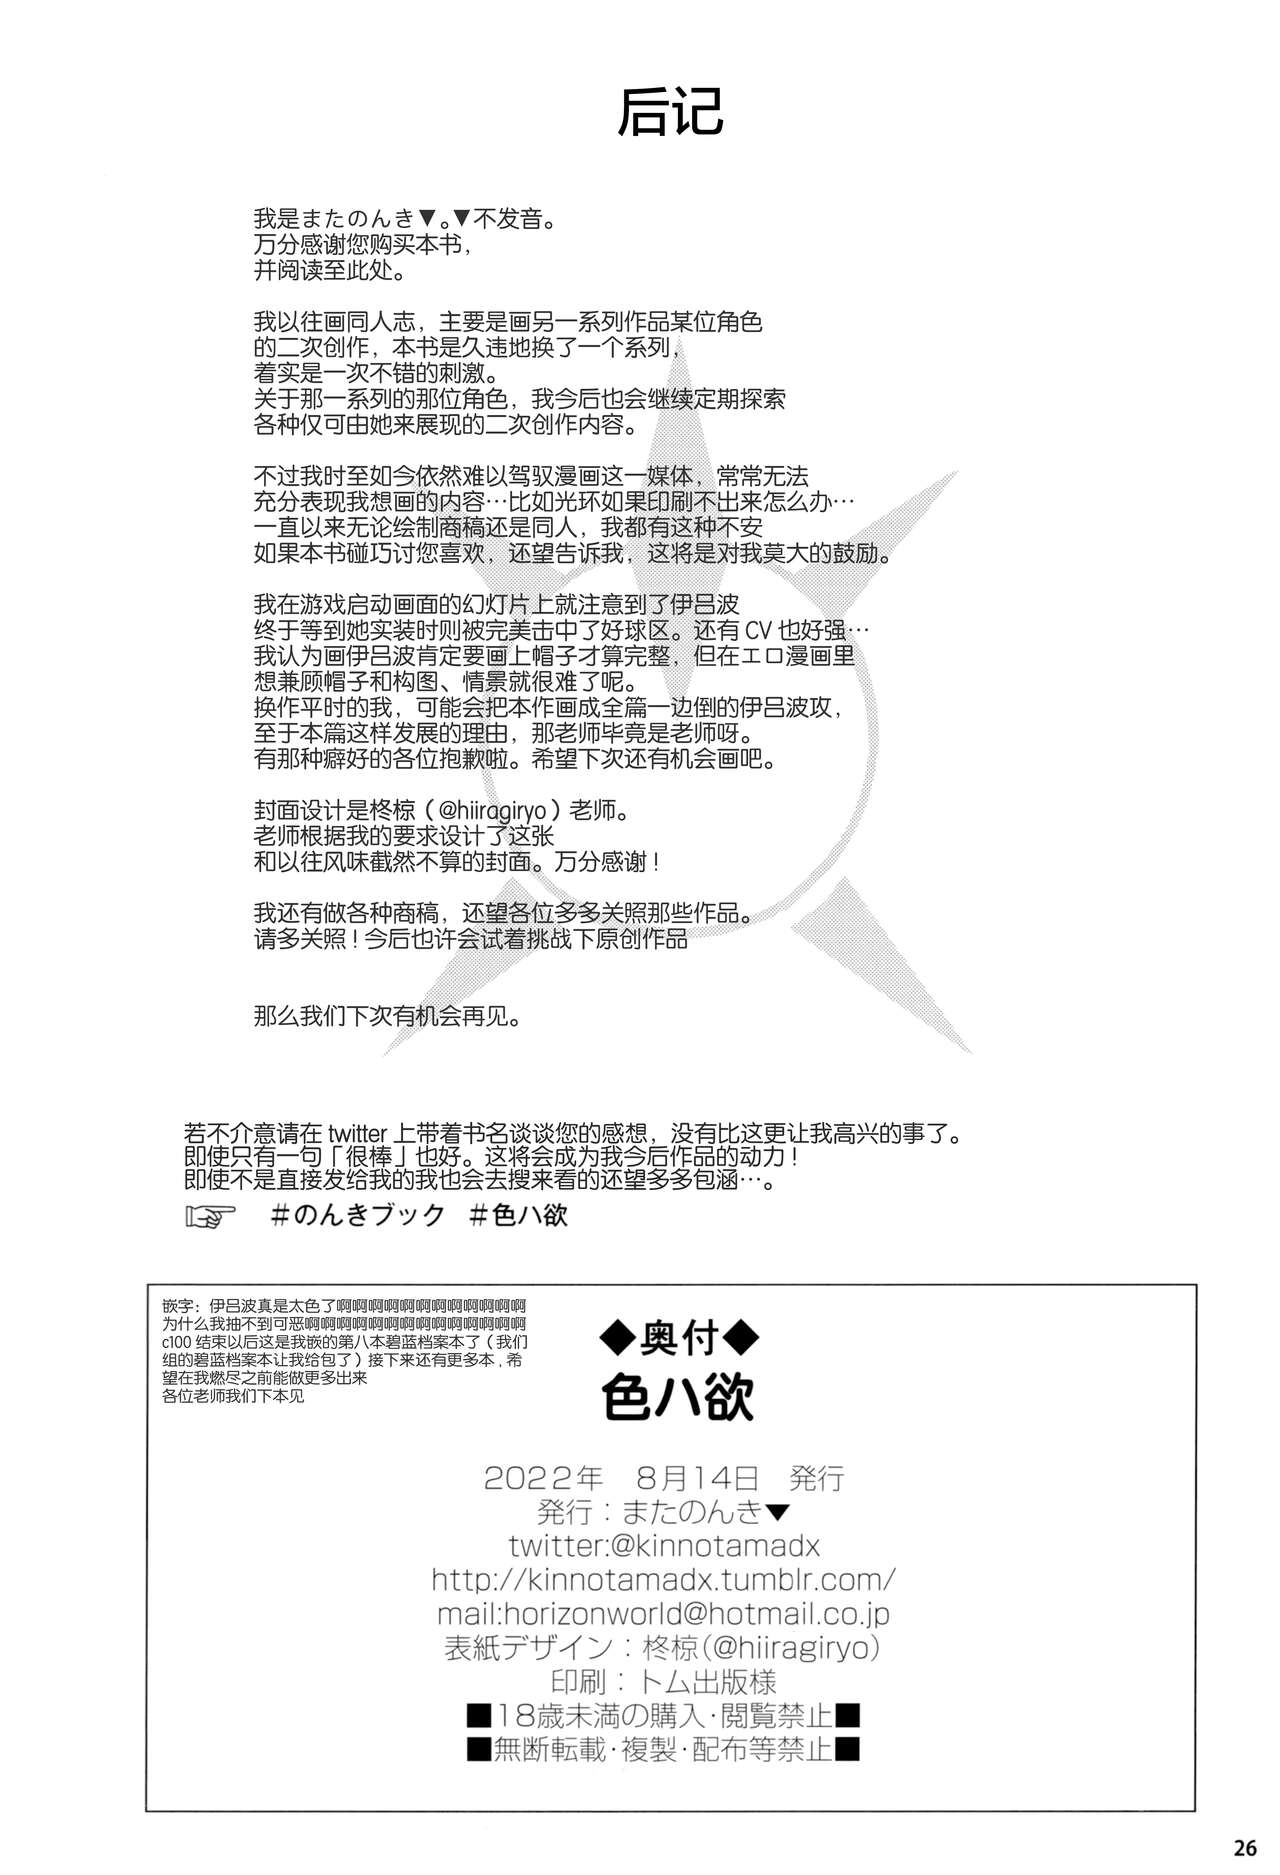 后记
我是またのんき▼。▼不发音。
万分感谢您购买本书，
并阅读至此处。
我以往画同人志，主要是画另一系列作品某位角色
的二次创作，本书是久违地换了一个系列，
着实是一次不错的刺激。
关于那一系列的那位角色，我今后也会继续定期探索
各种仅可由她来展现的二次创作内容。
不过我时至如今依然难以驾驭漫画这一媒体，常常无法
充分表现我想画的内容…比如光环如果印刷不出来怎么办…
一直以来无论绘制商稿还是同人，我都有这种不安
如果本书碰巧讨您喜欢，还望告诉我，这将是对我莫大的鼓励。
我在游戏启动画面的幻灯片上就注意到了伊吕波
终于等到她实装时则被完美击中了好球区。还有 CV 也好强…
我认为画伊吕波肯定要画上帽子才算完整，但在エロ漫画里
想兼顾帽子和构图、情景就很难了呢。
换作平时的我，可能会把本作画成全篇一边倒的伊吕波攻，
至于本篇这样发展的理由，那老师毕竟是老师呀。
有那种癖好的各位抱歉啦。希望下次还有机会画吧。
封面设计是柊椋（@hiiragiryo）老师。
老师根据我的要求设计了这张
和以往风味截然不算的封面。万分感谢！
我还有做各种商稿，还望各位多多关照那些作品。
请多关照！今后也许会试着挑战下原创作品
那么我们下次有机会再见。
若不介意请在 twitter 上带着书名谈谈您的感想，没有比这更让我高兴的事了。
即使只有一句「很棒」也好。这将会成为我今后作品的动力！
即使不是直接发给我的我也会去搜来看的还望多多包涵…。
＃のんきブック　＃色ハ欲
嵌字：伊吕波真是太色了啊啊啊啊啊啊啊啊啊啊啊啊
为什么我抽不到可恶啊啊啊啊啊啊啊啊啊啊啊啊啊啊
c100 结束以后这是我嵌的第八本碧蓝档案本了（我们
组的碧蓝档案本让我给包了）接下来还有更多本 , 希
望在我燃尽之前能做更多出来
各位老师我们下本见
◆奥付◆
色ハ欲
2022年　8月14日　発行
発行：またのんき▼
twitter:@kinnotamadx
http://kinnotamadx.tumblr.com/
mail:horizonworld@hotmail.co.jp
表紙デザイン：柊椋(@hiiragiryo)
印刷：トム出版様
■18歳未満の購入・閲覧禁止■
■無断転載・複製・配布等禁止■
26